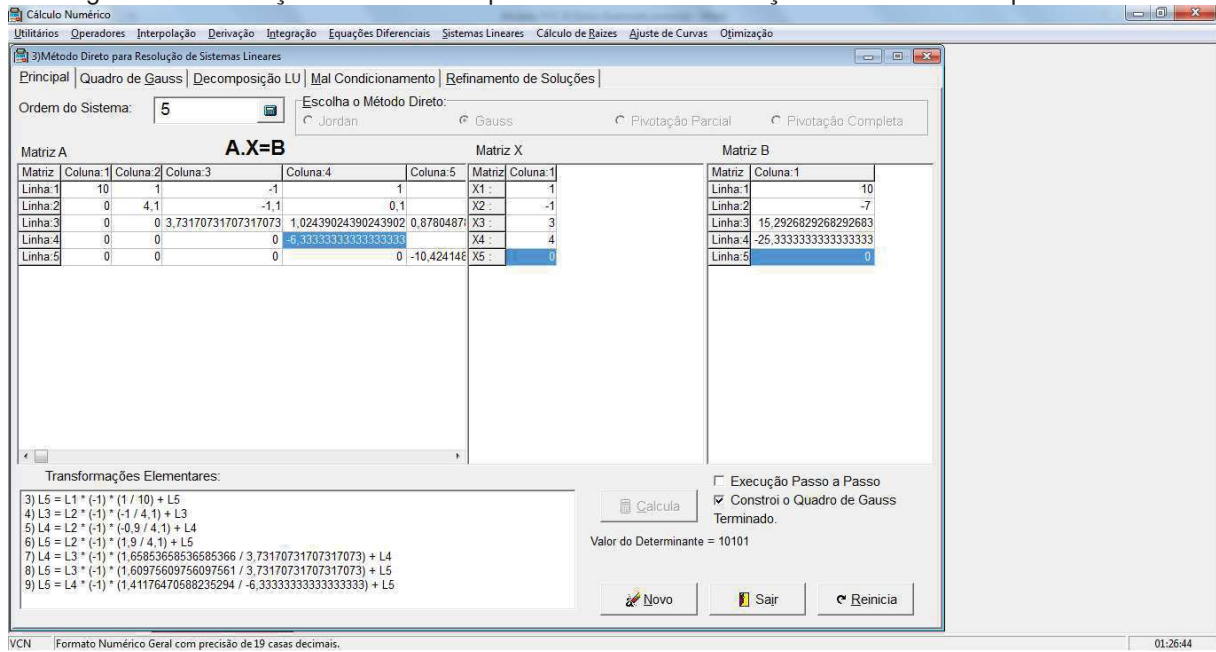 Cálculo Numérico
Utilitários Operadores Interpolação Derivação Integração Equações Diferenciais Sistemas Lineares Cálculo de Raizes Ajuste de Curvas Otimização
3)Método Direto para Resolução de Sistemas Lineares
Principal Quadro de Gauss Decomposição LU Mal Condicionamento Refinamento de Soluções
Ordem do Sistema: 5
Escolha o Método Direto:
Jordan Gauss Pivotação Parcial Pivotação Completa
Matriz A A.X=B Matriz X Matriz B
Matriz Coluna:1 Coluna:2 Coluna:3 Coluna:4 Coluna:5 Matriz Coluna:1 Matriz Coluna:1
Linha:1 10 1 -1 1 X1 : 1 Linha:1 10
Linha:2 0 4,1 -1,1 0,1 X2 : -1 Linha:2 -7
Linha:3 0 0 3,73170731707317073 1,02439024390243902 0,8780487 X3 : 3 Linha:3 15,2926829268292683
Linha:4 0 0 0 -6,33333333333333333 X4 : 4 Linha:4 -25,3333333333333333
Linha:5 0 0 0 0 -10,424148 X5 : 0 Linha:5 0
Transformações Elementares:
3) L5 = L1 * (-1) * (1 / 10) + L5
4) L3 = L2 * (-1) * (-1 / 4,1) + L3
5) L4 = L2 * (-1) * (-0,9 / 4,1) + L4
6) L5 = L2 * (-1) * (1,9 / 4,1) + L5
7) L4 = L3 * (-1) * (1,65853658536585366 / 3,73170731707317073) + L4
8) L5 = L3 * (-1) * (1,60975609756097561 / 3,73170731707317073) + L5
9) L5 = L4 * (-1) * (1,41176470588235294 / -6,33333333333333333) + L5
Calcula
Execução Passo a Passo
Constroi o Quadro de Gauss
Terminado.
Valor do Determinante = 10101
Novo Sair Reinicia
VCN Formato Numérico Geral com precisão de 19 casas decimais. 01:26:44